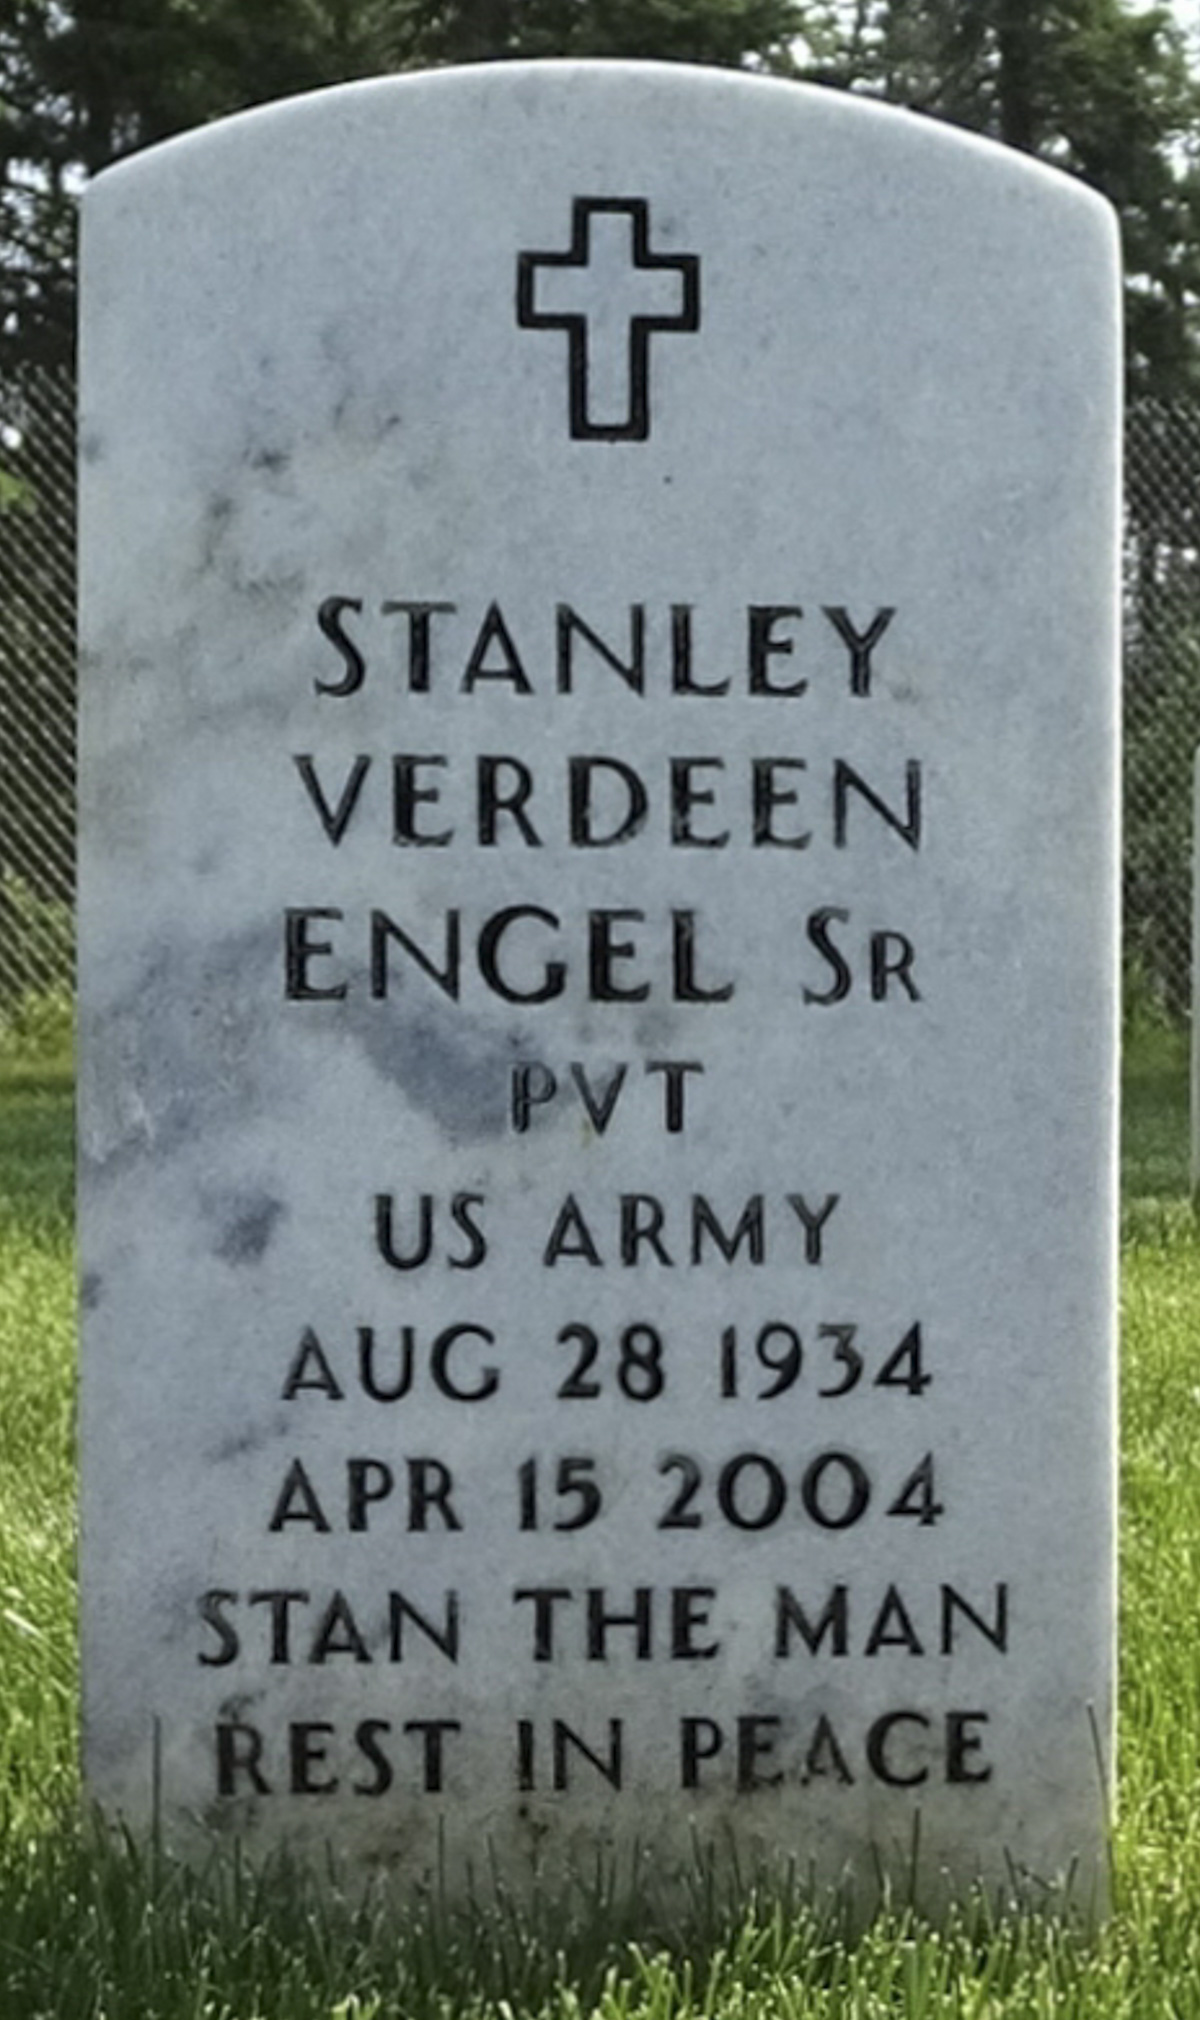 STANLEY
VERDEEN
ENGEL SR
PVT
US ARMY
AUG 28 1934
APR 15 2004
STAN THE MAN
REST IN PEACE